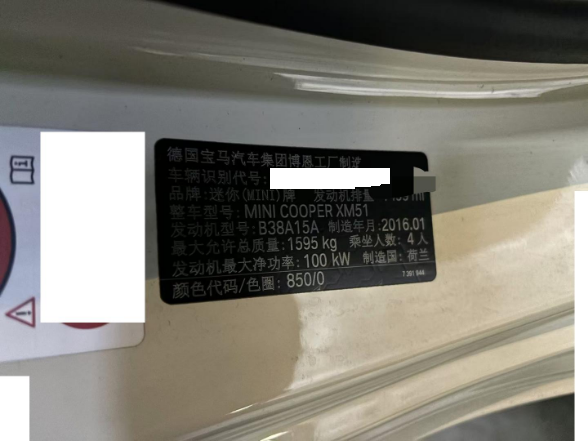 德国宝马汽车集团博恩工厂制造
车辆识别代号:
品牌:迷你(MINI)牌 发动机排量
整车型号: MINI COOPER XM51
发动机型号: B38A15A 制造年月:2016.01
最大允许总质量: 1595 kg 乘坐人数: 4人
发动机最大净功率: 100 kW 制造国: 荷兰
颜色代码/色圈: 850/0